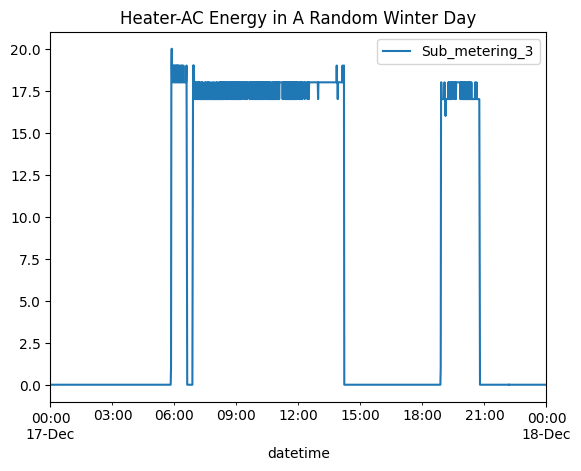 Heater-AC Energy in A Random Winter Day
Sub_metering_3
20.0
17.5
15.0
12.5
10.0
7.5
5.0
2.5
0.0
00:00 03:00 06:00 09:00 12:00 15:00 18:00 21:00 00:00
17-Dec 18-Dec
datetime